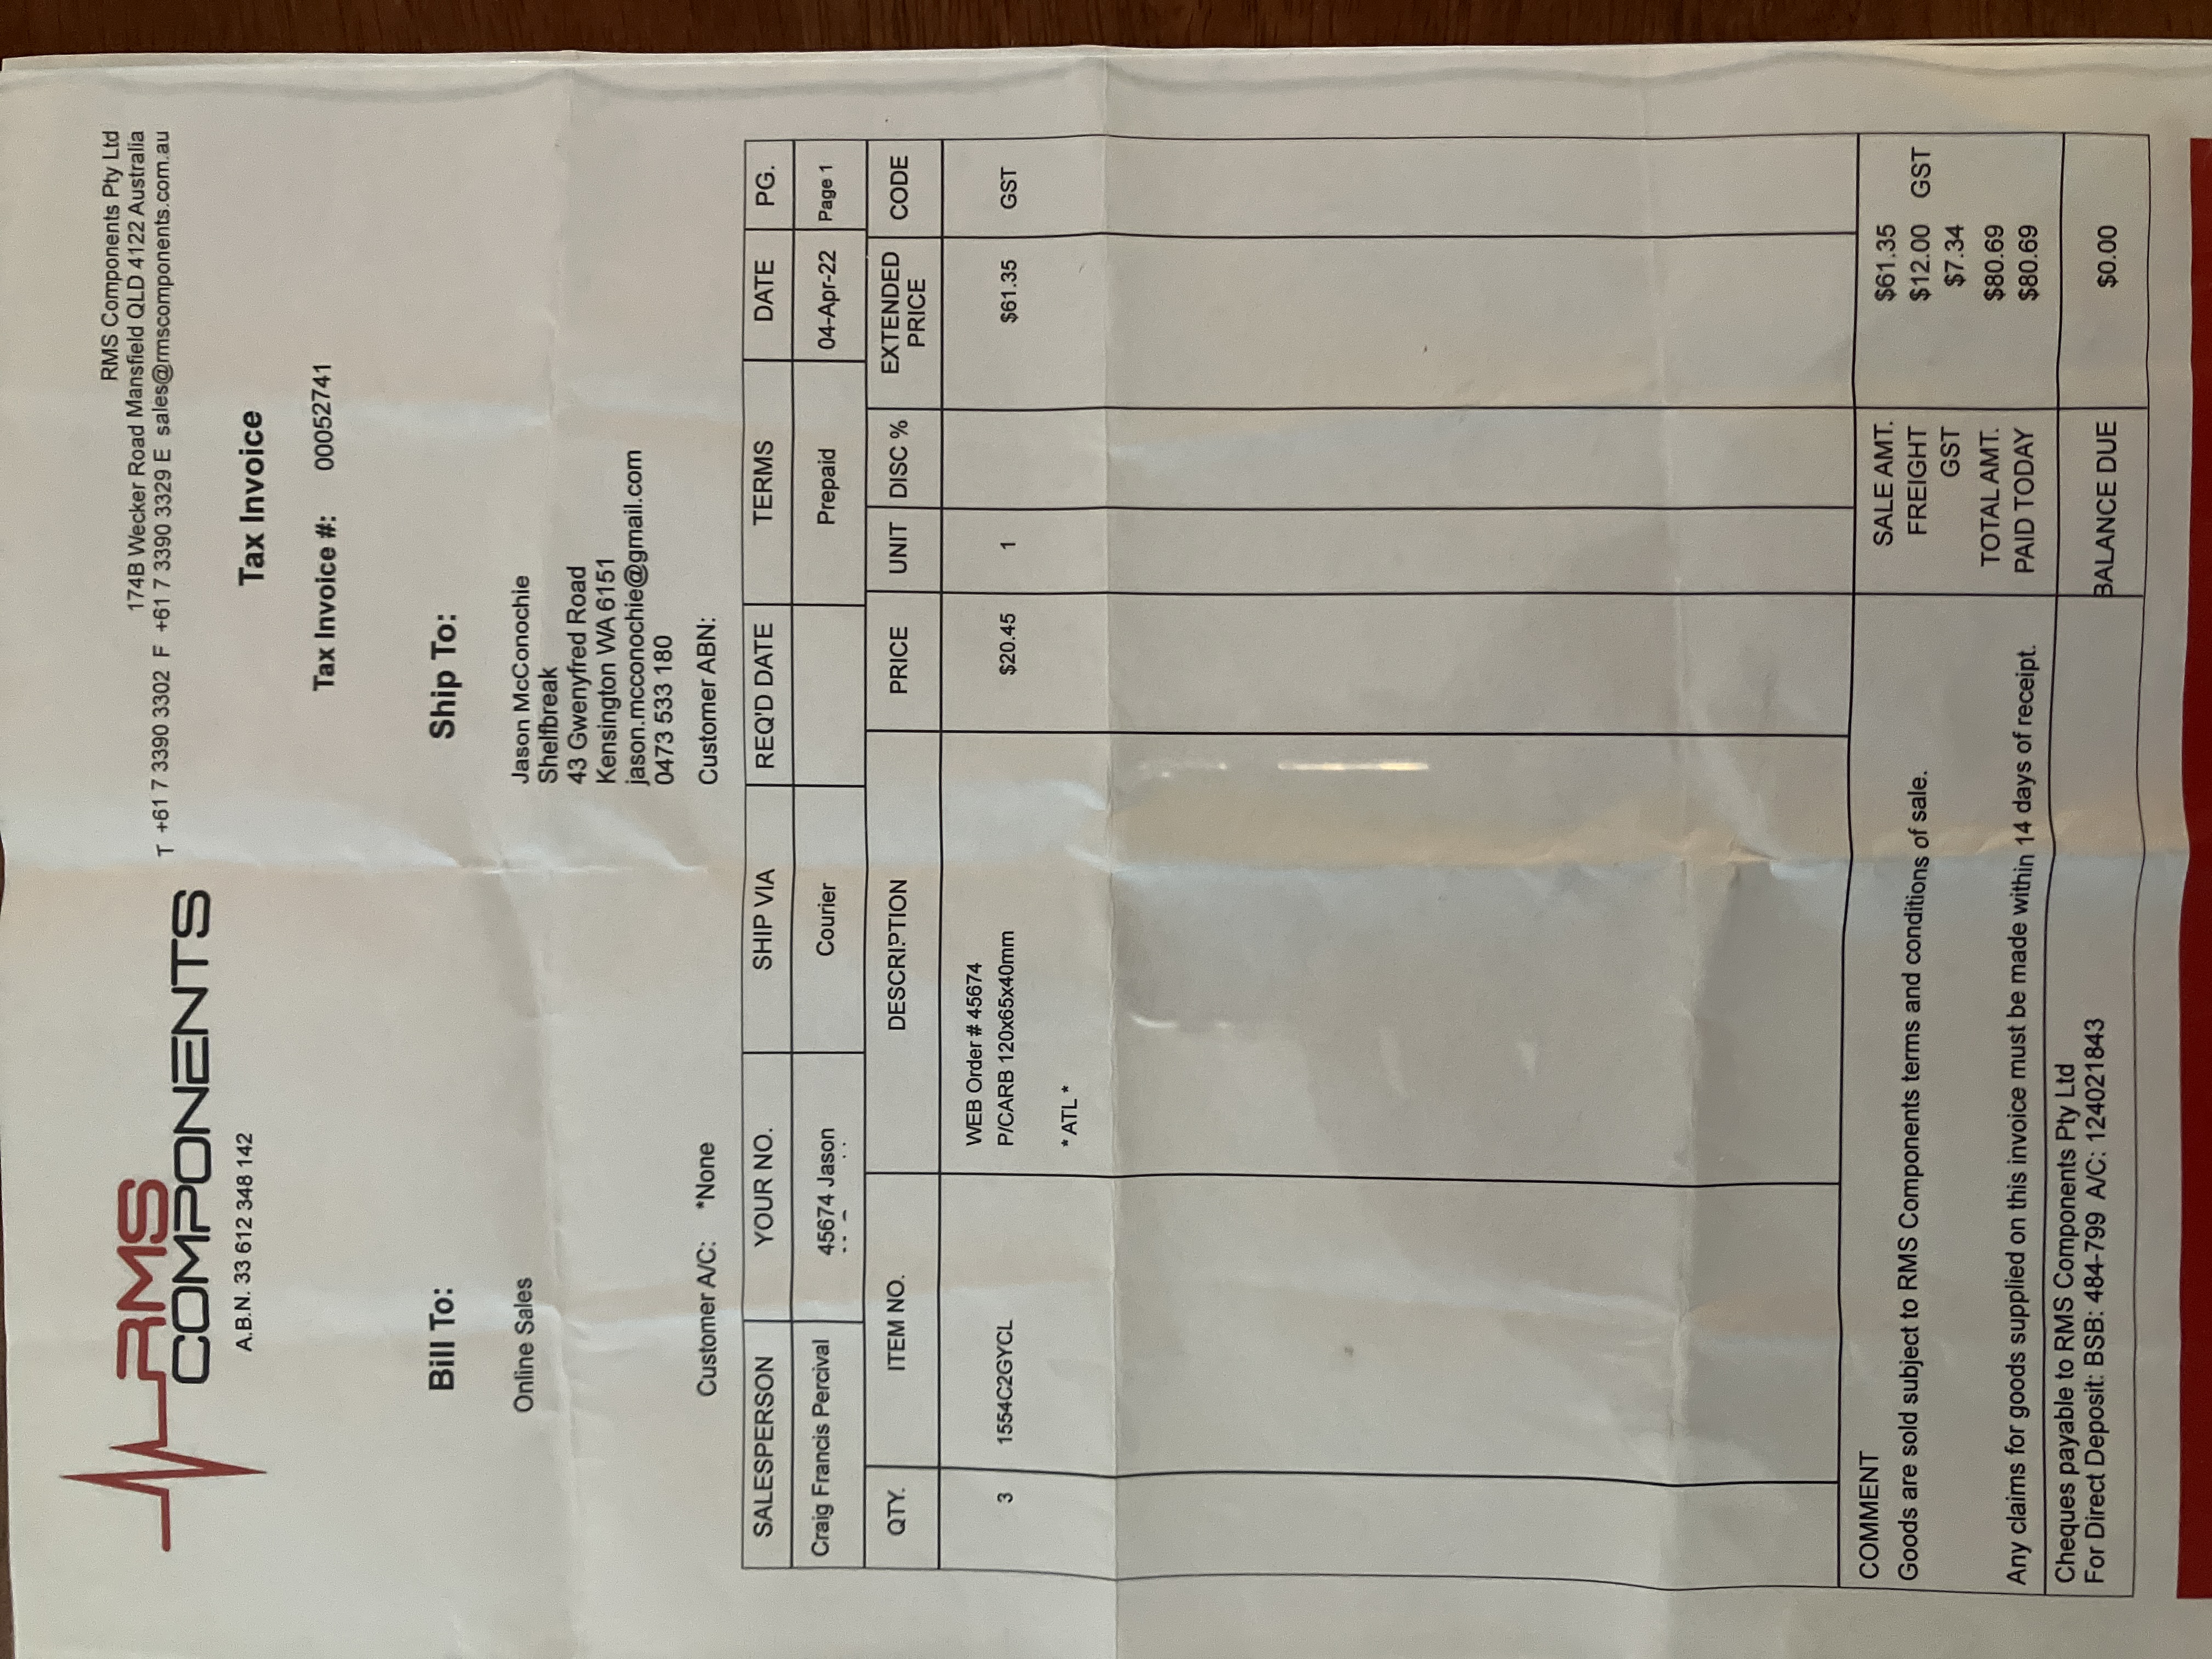 RMS
COMPONENTS
A.B.N. 33 612 348 142
RMS Components Pty Ltd
174B Wecker Road Mansfield QLD 4122 Australia
T +61 7 3390 3302 F +61 7 3390 3329 E sales@rmscomponents.com.au
Tax Invoice
Tax Invoice #: 00052741
Bill To:
Online Sales
Ship To:
Jason McConochie
Shelfbreak
43 Gwenyfred Road
Kensington WA 6151
jason.mcconochie@gmail.com
0473 533 180
Customer A/C: *None
Customer ABN:
SALESPERSON YOUR NO. SHIP VIA REQ'D DATE TERMS DATE PG.
Craig Francis Percival 45674 Jason Courier Prepaid 04-Apr-22 Page 1
QTY. ITEM NO. DESCRIPTION PRICE UNIT DISC % EXTENDED PRICE CODE
WEB Order # 45674
3 1554C2GYCL P/CARB 120x65x40mm $20.45 1 $61.35 GST
* ATL *
COMMENT
Goods are sold subject to RMS Components terms and conditions of sale.
Any claims for goods supplied on this invoice must be made within 14 days of receipt.
SALE AMT. $61.35
FREIGHT $12.00 GST
GST $7.34
TOTAL AMT. $80.69
PAID TODAY $80.69
Cheques payable to RMS Components Pty Ltd
For Direct Deposit: BSB: 484-799 A/C: 124021843
BALANCE DUE $0.00